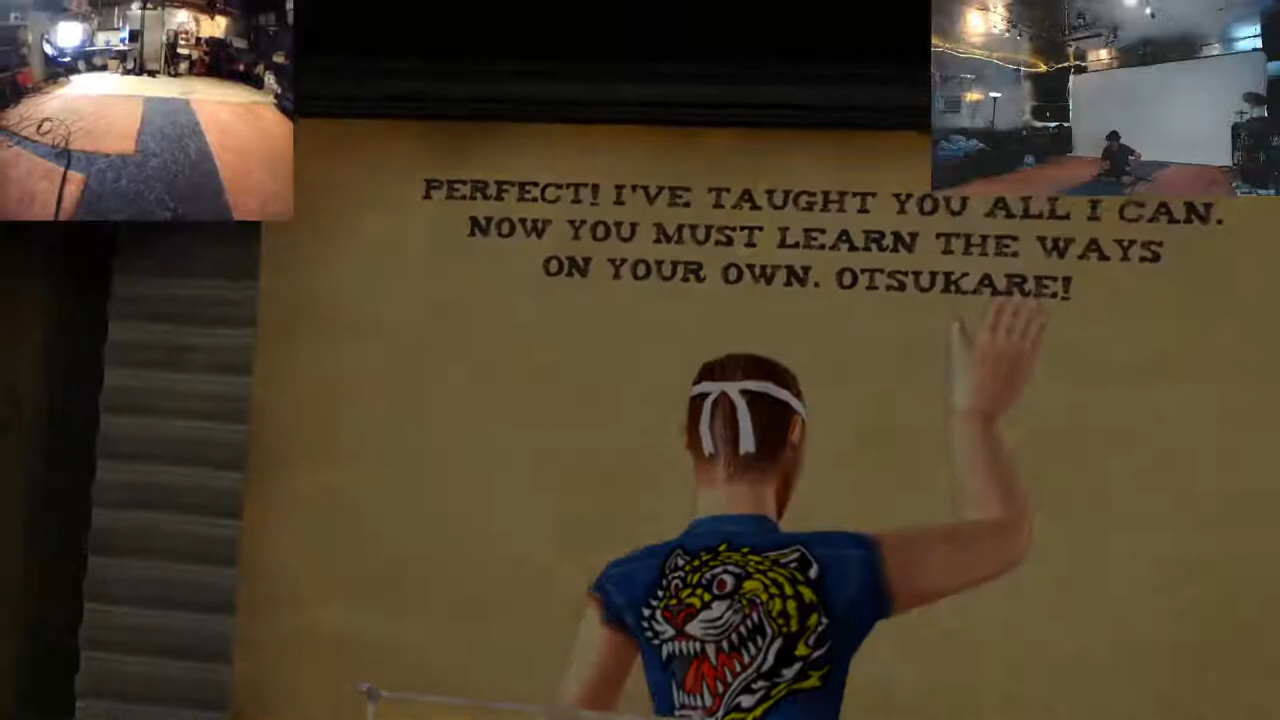 PERFECT! I'VE TAUGHT YOU ALL I CAN.
NOW YOU MUST LEARN THE WAYS
ON YOUR OWN. OTSUKARE!